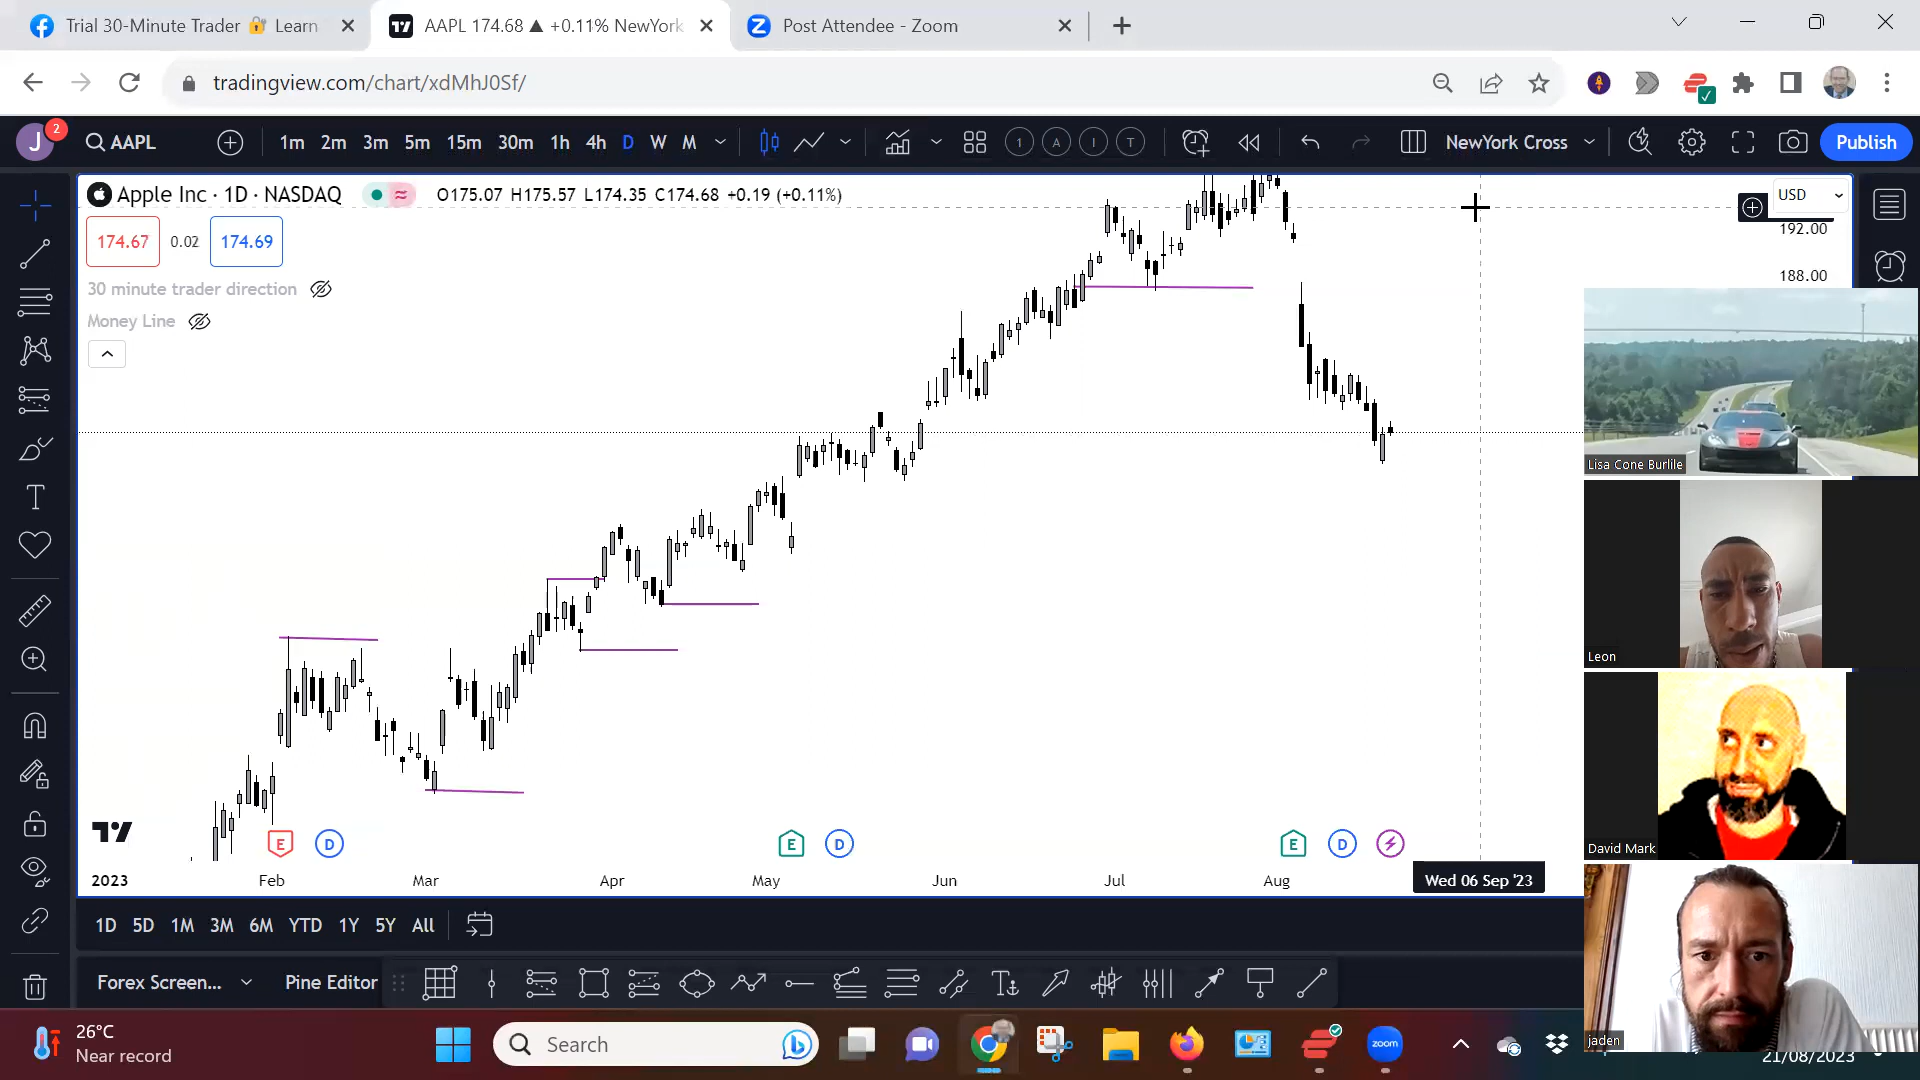 Trial 30-Minute Trader 🔐 Learn
AAPL 174.68 ▲ +0.11% NewYork
Post Attendee - Zoom
tradingview.com/chart/xdMhJ0Sf/
J
2
AAPL
1m 2m 3m 5m 15m 30m 1h 4h D W M
1 A I T
NewYork Cross
Publish
Apple Inc · 1D · NASDAQ
O175.07 H175.57 L174.35 C174.68 +0.19 (+0.11%)
USD
174.67 0.02 174.69
192.00
30 minute trader direction
188.00
Money Line
Lisa Cone Burlile
Leon
David Mark
jaden
E D E D E D
2023 Feb Mar Apr May Jun Jul Aug
Wed 06 Sep '23
1D 5D 1M 3M 6M YTD 1Y 5Y All
Forex Screen...
Pine Editor
26°C
Near record
Search
zoom
21/08/2023